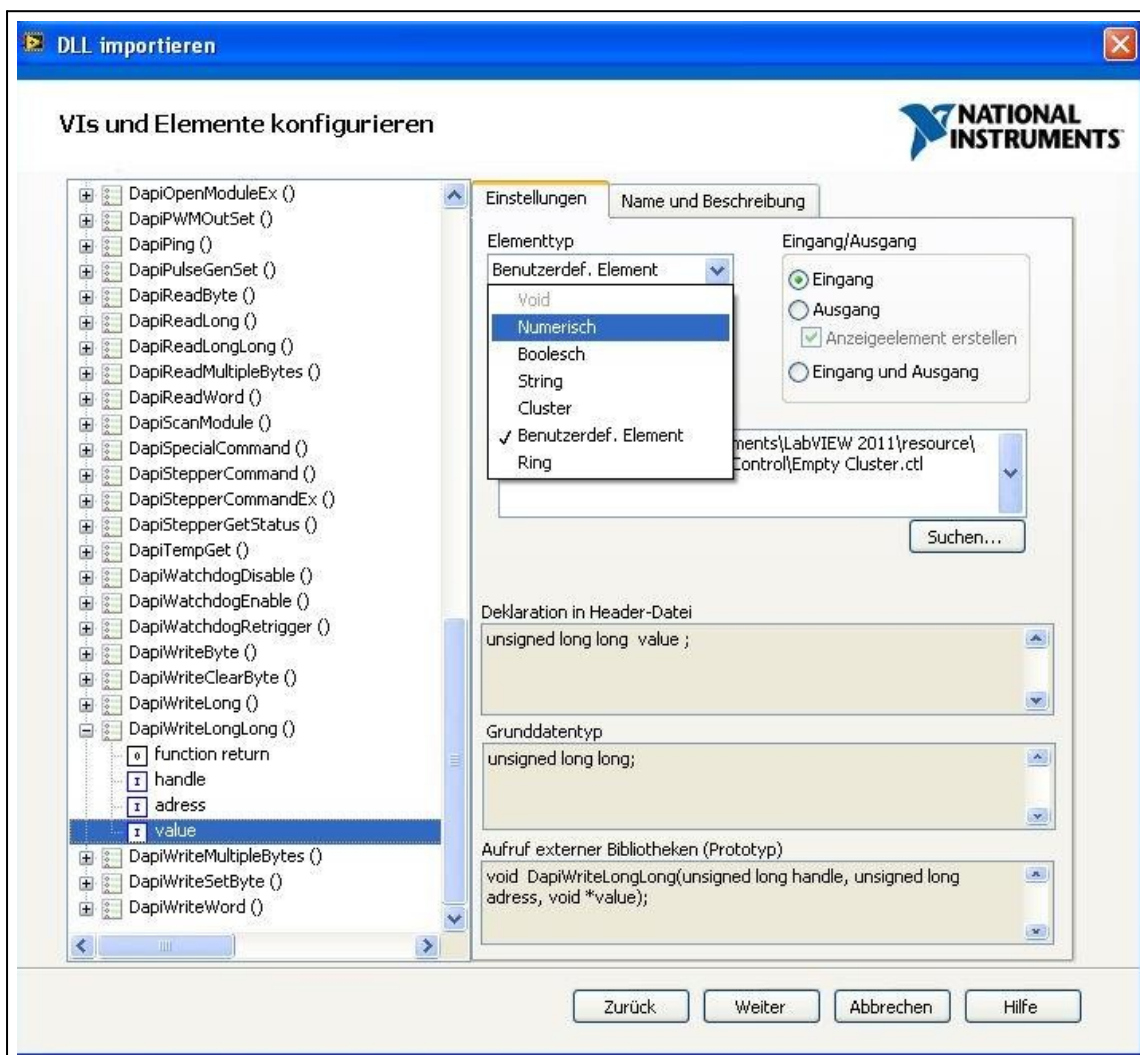 DLL importieren
VIs und Elemente konfigurieren
NATIONAL
INSTRUMENTS
DapiOpenModuleEx ()
DapiPWMOutSet ()
DapiPing ()
DapiPulseGenSet ()
DapiReadByte ()
DapiReadLong ()
DapiReadLongLong ()
DapiReadMultipleBytes ()
DapiReadWord ()
DapiScanModule ()
DapiSpecialCommand ()
DapiStepperCommand ()
DapiStepperCommandEx ()
DapiStepperGetStatus ()
DapiTempGet ()
DapiWatchdogDisable ()
DapiWatchdogEnable ()
DapiWatchdogRetrigger ()
DapiWriteByte ()
DapiWriteClearByte ()
DapiWriteLong ()
DapiWriteLongLong ()
function return
handle
adress
value
DapiWriteMultipleBytes ()
DapiWriteSetByte ()
DapiWriteWord ()
Einstellungen
Name und Beschreibung
Elementtyp
Benutzerdef. Element
Void
Numerisch
Boolesch
String
Cluster
Benutzerdef. Element
Ring
Eingang/Ausgang
Eingang
Ausgang
Anzeigeelement erstellen
Eingang und Ausgang
ments\LabVIEW 2011\resource\
Control\Empty Cluster.ctl
Suchen...
Deklaration in Header-Datei
unsigned long long value ;
Grunddatentyp
unsigned long long;
Aufruf externer Bibliotheken (Prototyp)
void DapiWriteLongLong(unsigned long handle, unsigned long
adress, void *value);
Zurück
Weiter
Abbrechen
Hilfe